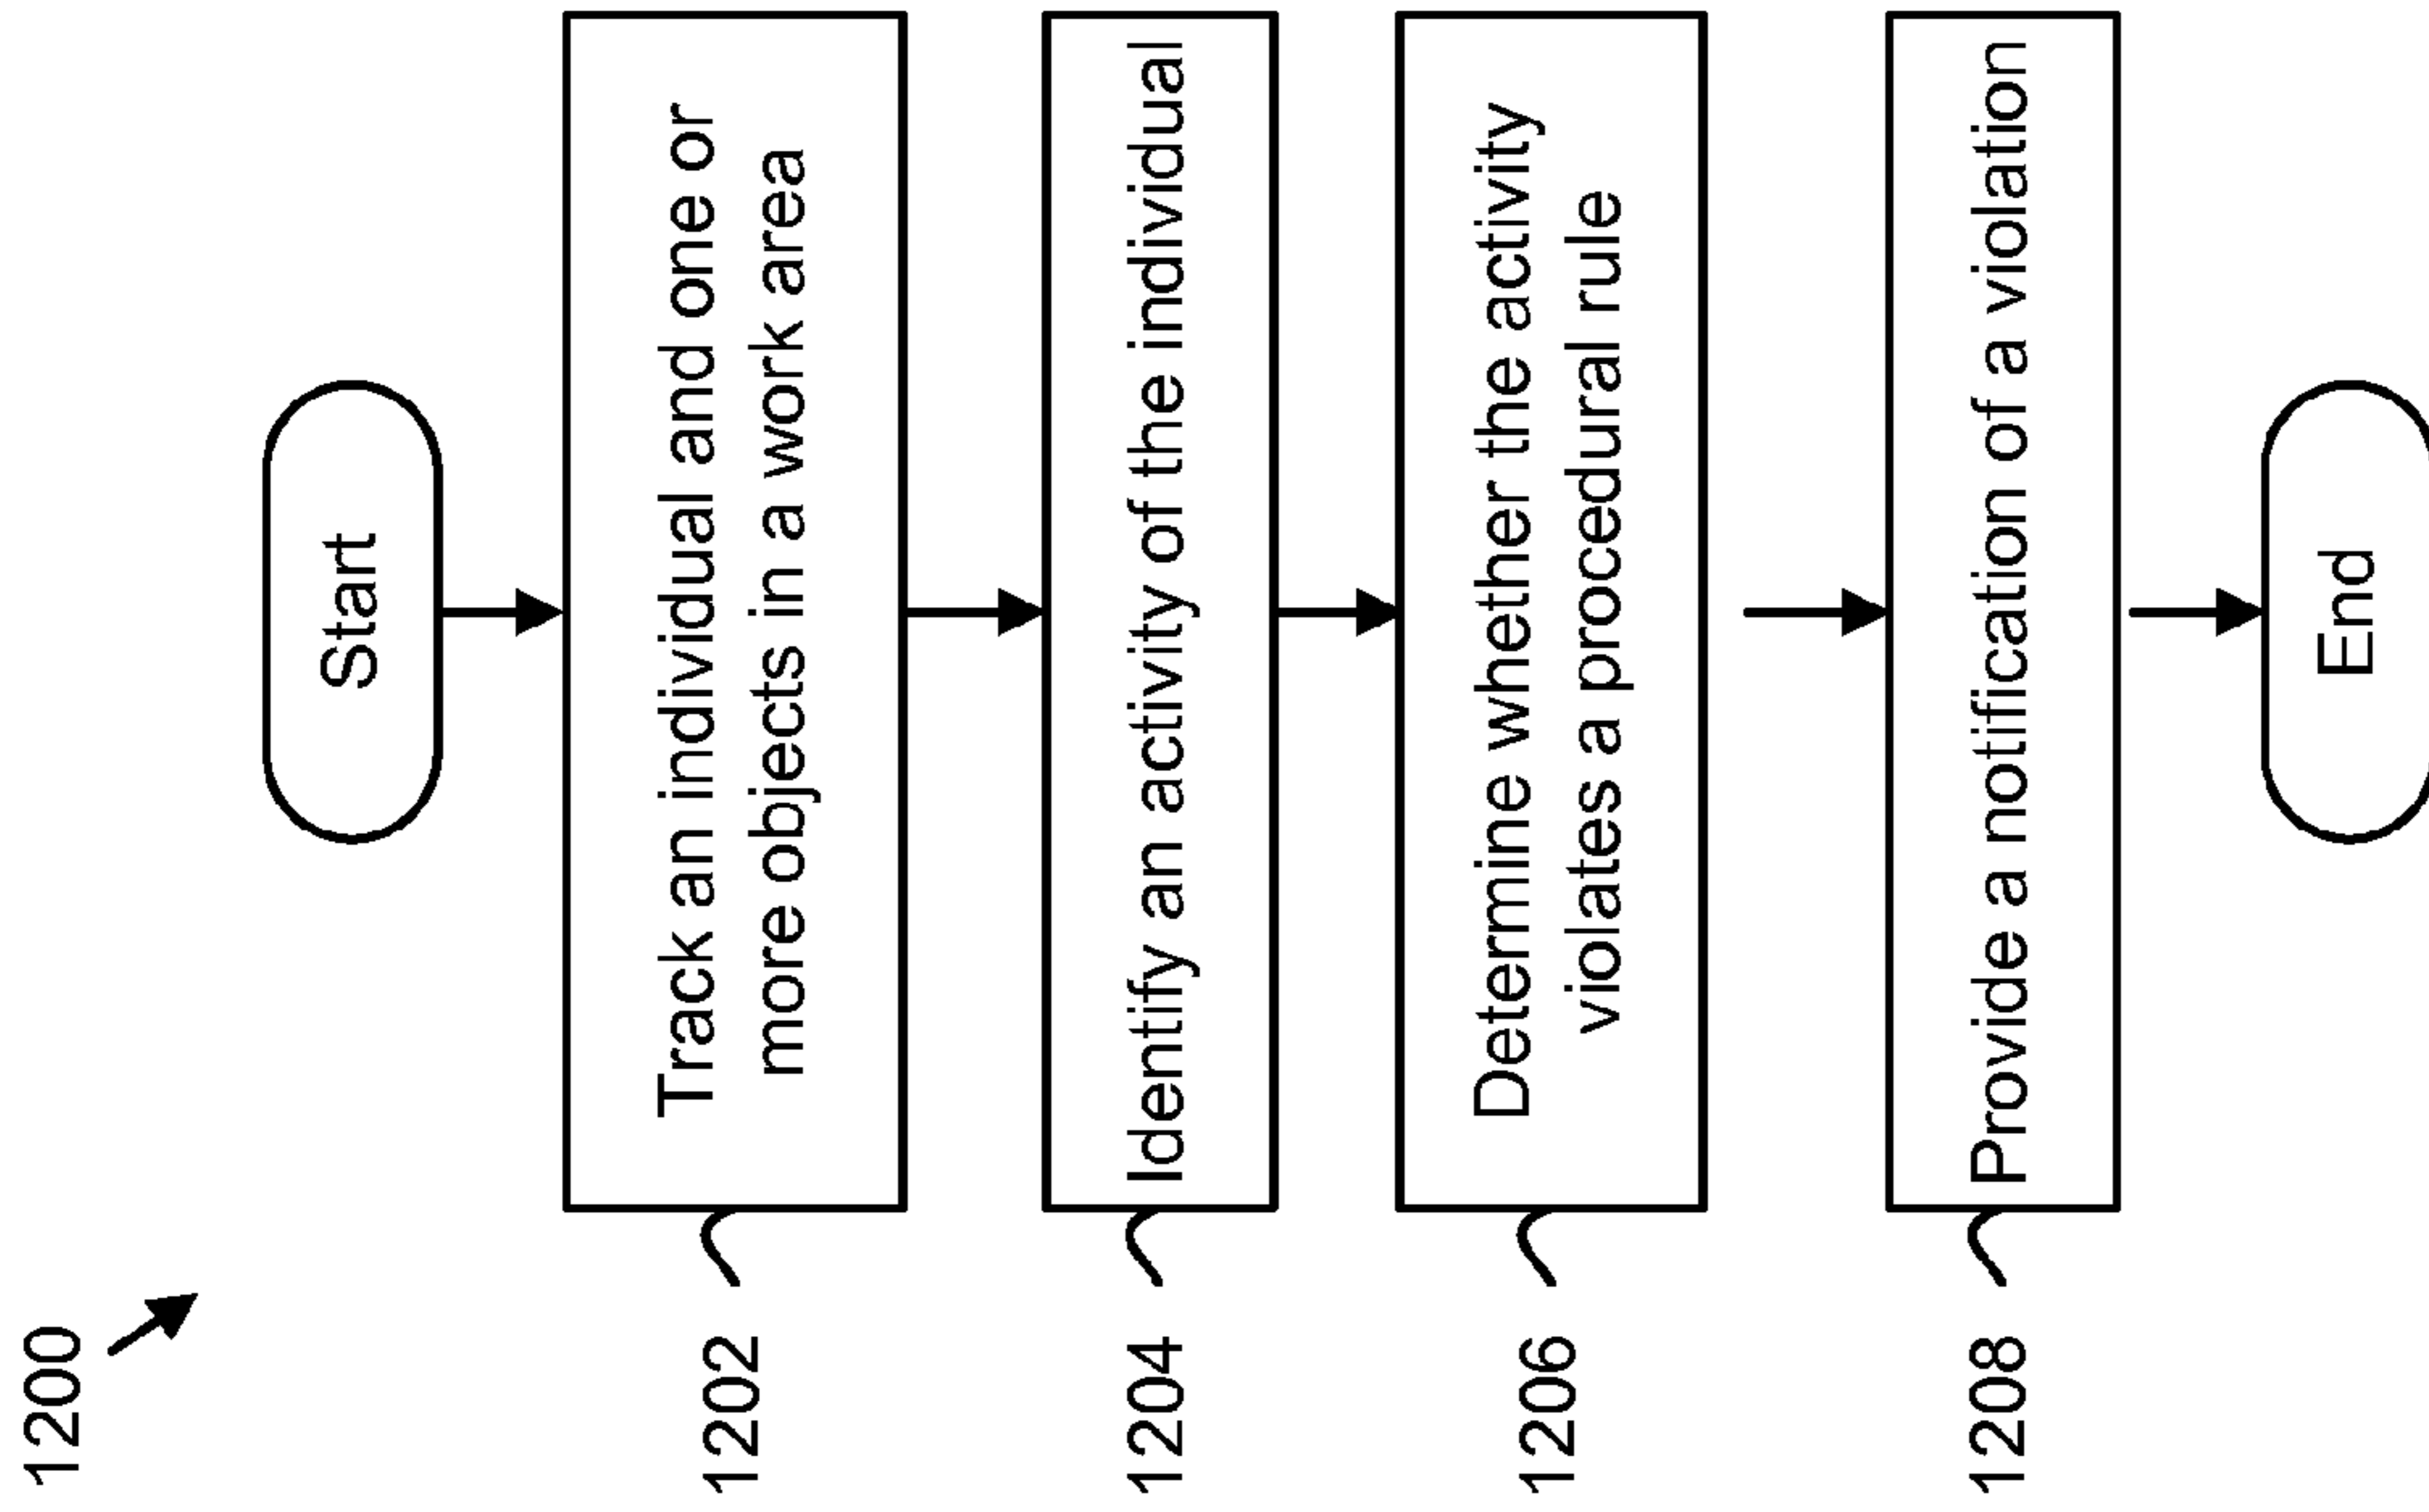 1200
Start
1202
Track an individual and one or
more objects in a work area
1204
Identify an activity of the individual
1206
Determine whether the activity
violates a procedural rule
1208
Provide a notification of a violation
End